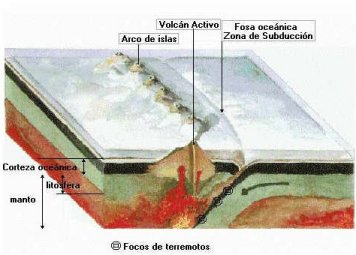 Volcán Activo
Fosa oceánica
Zona de Subducción
Arco de islas
Corteza oceánica
litosfera
manto
Focos de terremotos